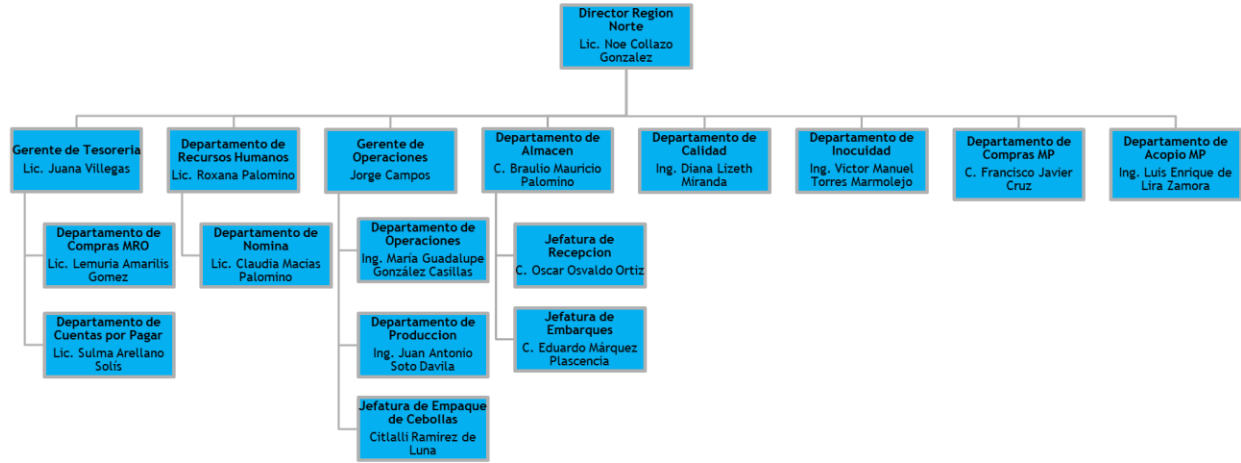 Director Region
Norte
Lic. Noe Collazo
Gonzalez
Gerente de Tesoreria
Lic. Juana Villegas
Departamento de
Recursos Humanos
Lic. Roxana Palomino
Gerente de
Operaciones
Jorge Campos
Departamento de
Almacen
C. Braulio Mauricio
Palomino
Departamento de
Calidad
Ing. Diana Lizeth
Miranda
Departamento de
Inocuidad
Ing. Victor Manuel
Torres Marmolejo
Departamento de
Compras MP
C. Francisco Javier
Cruz
Departamento de
Acopio MP
Ing. Luis Enrique de
Lira Zamora
Departamento de
Compras MRO
Lic. Lemuria Amarilis
Gomez
Departamento de
Nomina
Lic. Claudia Macias
Palomino
Departamento de
Operaciones
Ing. María Guadalupe
González Casillas
Jefatura de
Recepcion
C. Oscar Osvaldo Ortiz
Departamento de
Cuentas por Pagar
Lic. Sulma Arellano
Solís
Departamento de
Produccion
Ing. Juan Antonio
Soto Davila
Jefatura de
Embarques
C. Eduardo Márquez
Plascencia
Jefatura de Empaque
de Cebollas
Citlalli Ramirez de
Luna